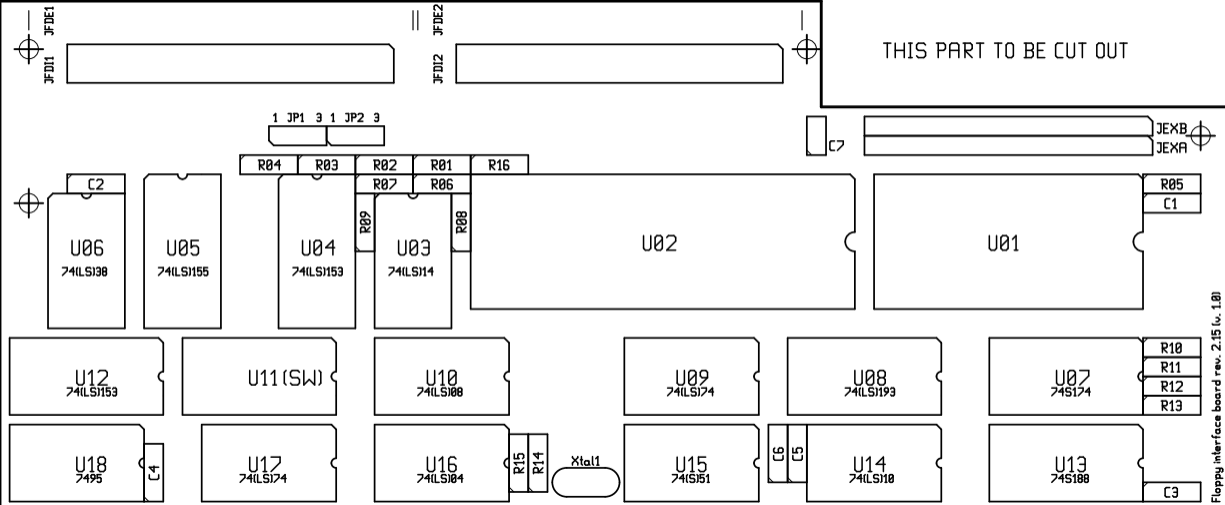 JFDE1
JFDE2
JFDI1
JFDI2
THIS PART TO BE CUT OUT
1 JP1 3 1 JP2 3
C7
JEXB
JEXA
R04 R03 R02 R01 R16
C2
R07 R06
R05
C1
R09
R08
U06
74(LS)38
U05
74(LS)155
U04
74(LS)153
U03
74(LS)14
U02
U01
U12
74(LS)153
U11(SW)
U10
74(LS)08
U09
74(LS)74
U08
74(LS)193
U07
74S174
R10
R11
R12
R13
U18
7495
C4
U17
74(LS)74
U16
74(LS)04
R15
R14
Xtal1
U15
74(S)51
C6
C5
U14
74(LS)10
U13
74S188
C3
Floppy interface board rev. 2.15 (v. 1.8)